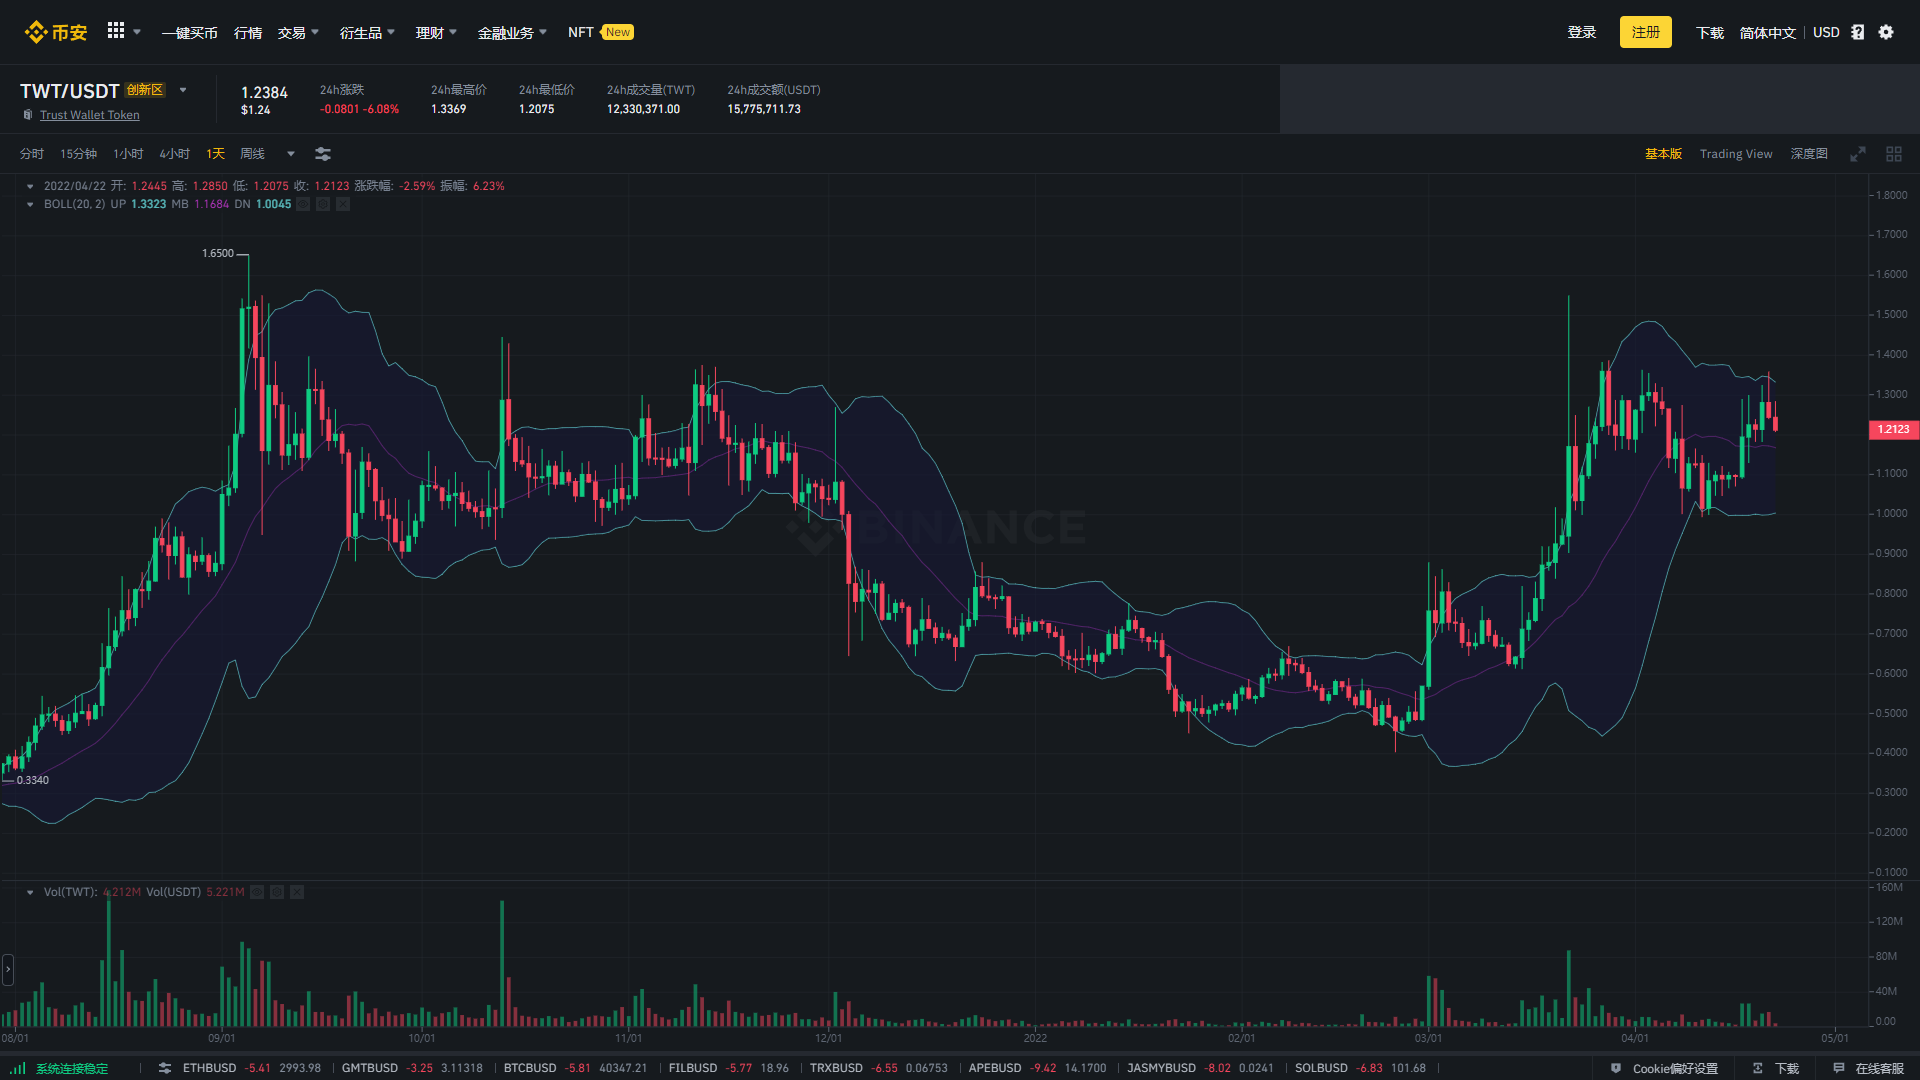 币安 一键买币 行情 交易 衍生品 理财 金融业务 NFT New 登录 注册 下载 简体中文 USD
TWT/USDT 创新区
Trust Wallet Token
1.2384
$1.24
24h涨跌
-0.0801 -6.08%
24h最高价
1.3369
24h最低价
1.2075
24h成交量(TWT)
12,330,371.00
24h成交额(USDT)
15,775,711.73
分时 15分钟 1小时 4小时 1天 周线 基本版 Trading View 深度图
2022/04/22 开: 1.2445 高: 1.2850 低: 1.2075 收: 1.2123 涨跌幅: -2.59% 振幅: 6.23%
BOLL(20, 2) UP 1.3323 MB 1.1684 DN 1.0045
1.6500
0.3340
BINANCE
1.8000
1.7000
1.6000
1.5000
1.4000
1.3000
1.2123
1.1000
1.0000
0.9000
0.8000
0.7000
0.6000
0.5000
0.4000
0.3000
0.2000
0.1000
Vol(TWT): 4.212M Vol(USDT) 5.221M
160M
120M
80M
40M
0.00
08/01 09/01 10/01 11/01 12/01 2022 02/01 03/01 04/01 05/01
系统连接稳定 ETHBUSD -5.41 2993.98 GMTBUSD -3.25 3.11318 BTCBUSD -5.81 40347.21 FILBUSD -5.77 18.96 TRXBUSD -6.55 0.06753 APEBUSD -9.42 14.1700 JASMYBUSD -8.02 0.0241 SOLBUSD -6.83 101.68 Cookie偏好设置 下载 在线客服